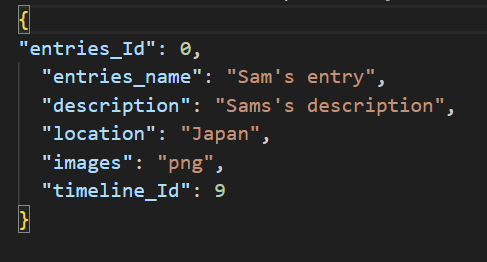 {
"entries_Id": 0,
"entries_name": "Sam's entry",
"description": "Sams's description",
"location": "Japan",
"images": "png",
"timeline_Id": 9
}